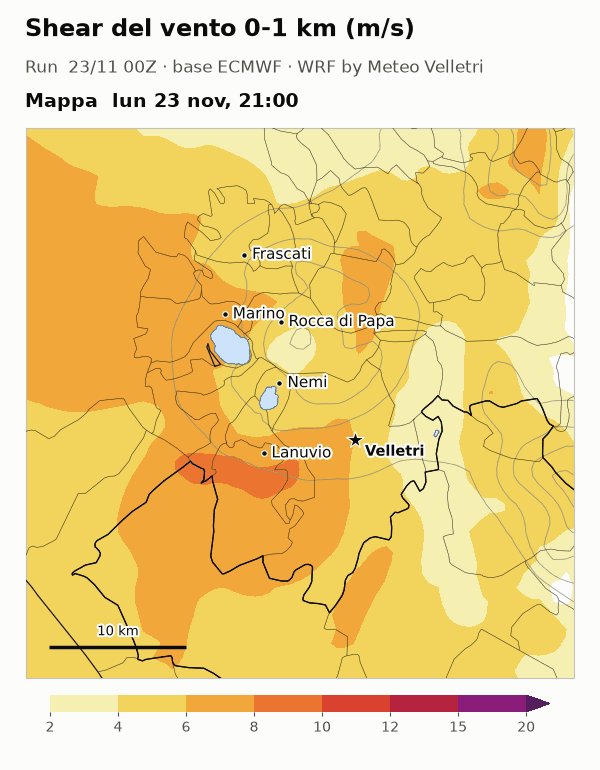 Shear del vento 0-1 km (m/s)
Run 23/11 00Z · base ECMWF · WRF by Meteo Velletri
Mappa lun 23 nov, 21:00
Frascati
Marino
Rocca di Papa
Nemi
Velletri
Lanuvio
10 km
2 4 6 8 10 12 15 20